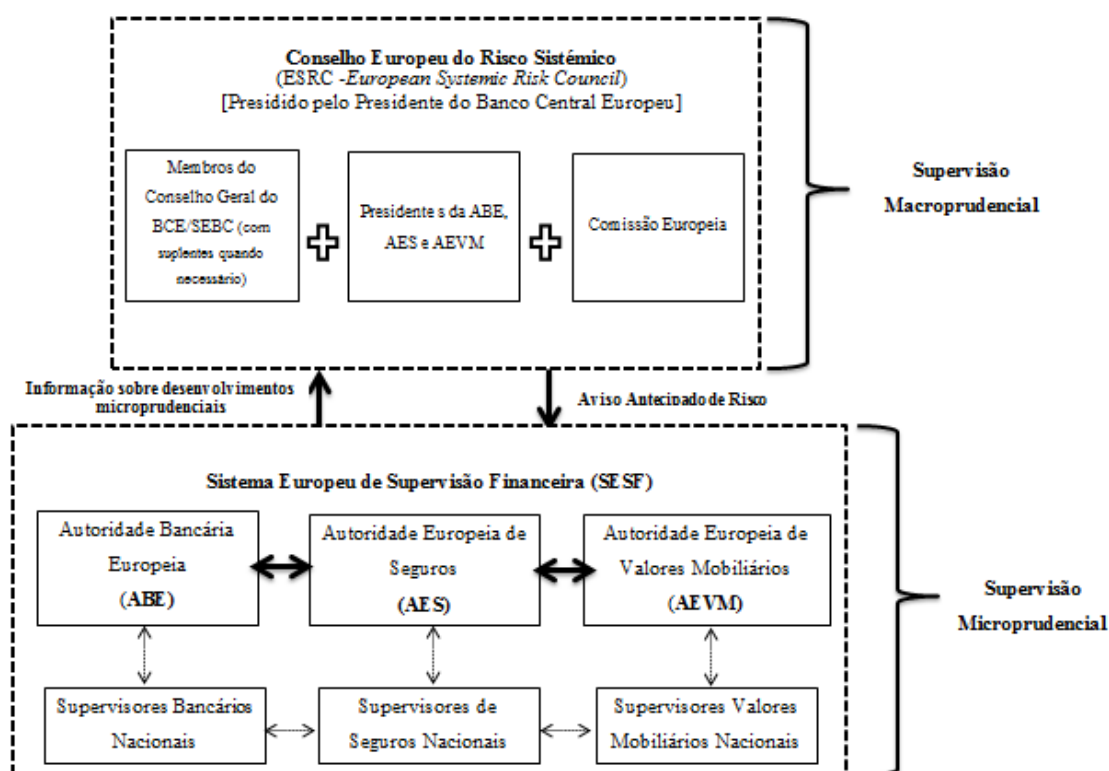 Conselho Europeu do Risco Sistémico
(ESRC -European Systemic Risk Council)
[Presidido pelo Presidente do Banco Central Europeu]
Membros do
Conselho Geral do
BCE/SEBC (com
suplentes quando
necessário)
Presidente s da ABE,
AES e AEVM
Comissão Europeia
Supervisão
Macroprudencial
Informação sobre desenvolvimentos
microprudenciais
Aviso Antecipado de Risco
Sistema Europeu de Supervisão Financeira (SESF)
Autoridade Bancária
Europeia
(ABE)
Autoridade Europeia de
Seguros
(AES)
Autoridade Europeia de
Valores Mobiliários
(AEVM)
Supervisão
Microprudencial
Supervisores Bancários
Nacionais
Supervisores de
Seguros Nacionais
Supervisores Valores
Mobiliários Nacionais